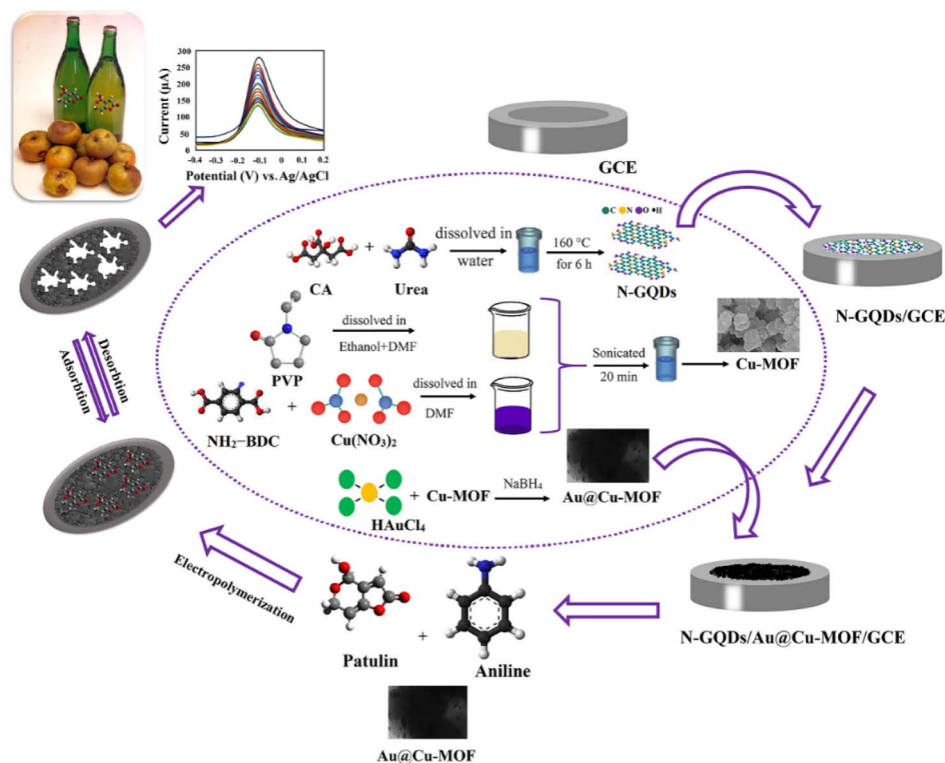 300
250
200
150
100
50
0
Current (µA)
-0.4 -0.3 -0.2 -0.1 0 0.1 0.2
Potential (V) vs. Ag/AgCl
GCE
C N O H
CA
+
Urea
dissolved in
water
160 °C
for 6 h
N-GQDs
N-GQDs/GCE
PVP
dissolved in
Ethanol+DMF
Sonicated
20 min
Cu-MOF
NH₂−BDC
+
Cu(NO₃)₂
dissolved in
DMF
HAuCl₄
+ Cu-MOF
NaBH₄
Au@Cu-MOF
Desorbtion
Adsorbtion
Electropolymerization
Patulin
+
Aniline
Au@Cu-MOF
N-GQDs/Au@Cu-MOF/GCE